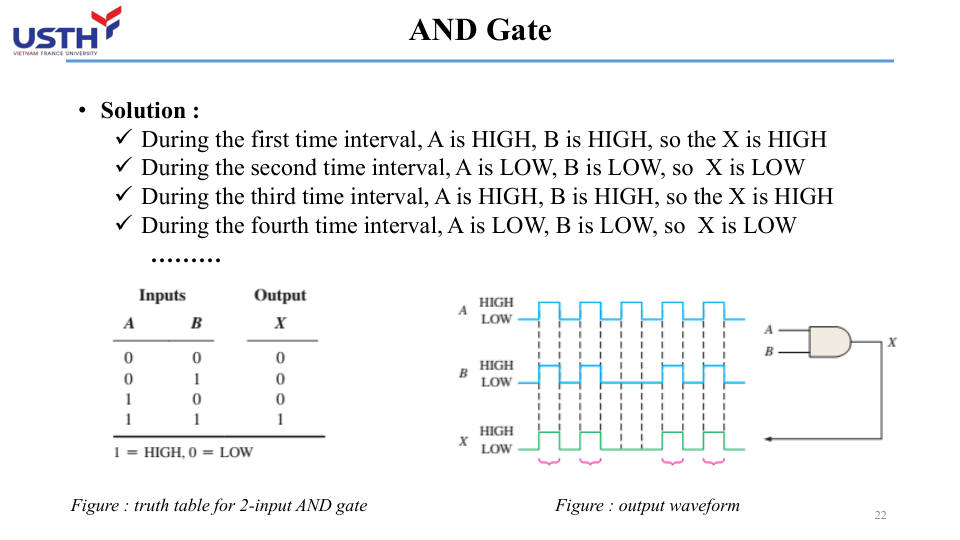 USTH
VIETNAM FRANCE UNIVERSITY
AND Gate
• Solution :
✓ During the first time interval, A is HIGH, B is HIGH, so the X is HIGH
✓ During the second time interval, A is LOW, B is LOW, so  X is LOW
✓ During the third time interval, A is HIGH, B is HIGH, so the X is HIGH
✓ During the fourth time interval, A is LOW, B is LOW, so  X is LOW
………
Inputs Output
A B X
0 0 0
0 1 0
1 0 0
1 1 1
1 = HIGH, 0 = LOW
A HIGH
LOW
B HIGH
LOW
X HIGH
LOW
A
B
X
Figure : truth table for 2-input AND gate
Figure : output waveform
22